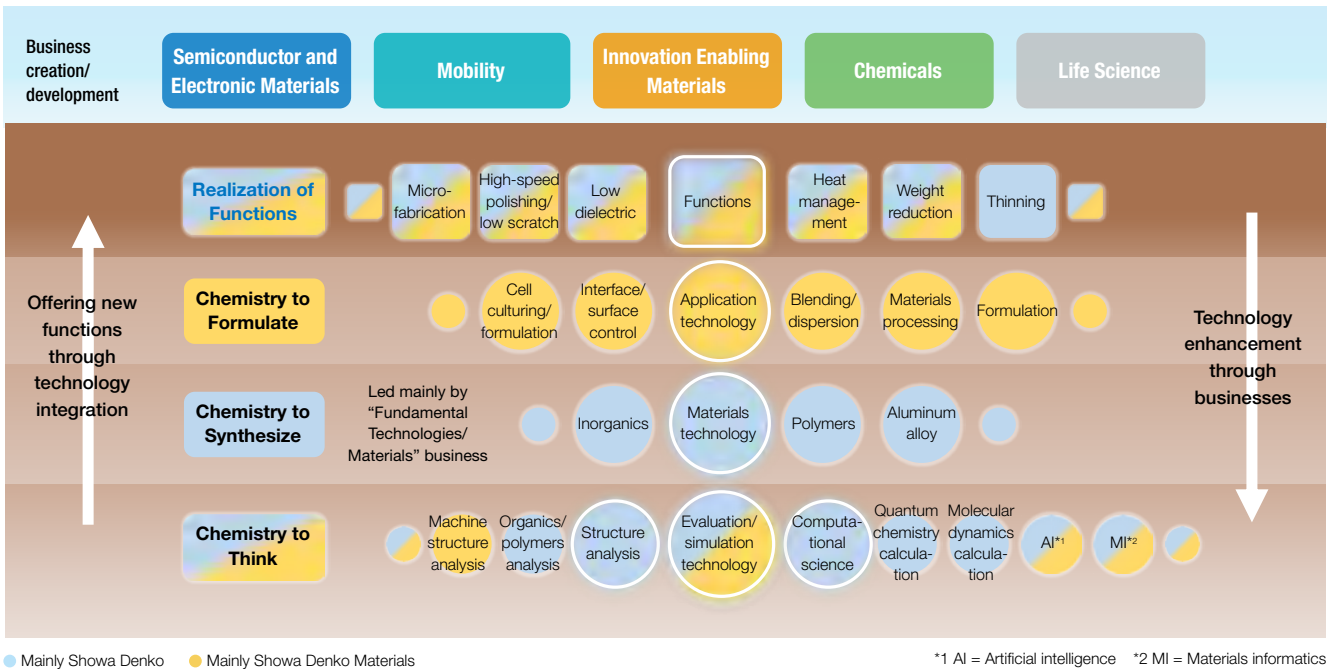 Business
creation/
development
Semiconductor and
Electronic Materials
Mobility
Innovation Enabling
Materials
Chemicals
Life Science
Realization of
Functions
Micro-
fabrication
High-speed
polishing/
low scratch
Low
dielectric
Functions
Heat
manage-
ment
Weight
reduction
Thinning
Offering new
functions
through
technology
integration
Chemistry to
Formulate
Cell
culturing/
formulation
Interface/
surface
control
Application
technology
Blending/
dispersion
Materials
processing
Formulation
Technology
enhancement
through
businesses
Chemistry to
Synthesize
Led mainly by
“Fundamental
Technologies/
Materials” business
Inorganics
Materials
technology
Polymers
Aluminum
alloy
Chemistry to
Think
Machine
structure
analysis
Organics/
polymers
analysis
Structure
analysis
Evaluation/
simulation
technology
Computa-
tional
science
Quantum
chemistry
calcula-
tion
Molecular
dynamics
calcula-
tion
AI*1
MI*2
Mainly Showa Denko
Mainly Showa Denko Materials
*1 AI = Artificial intelligence
*2 MI = Materials informatics